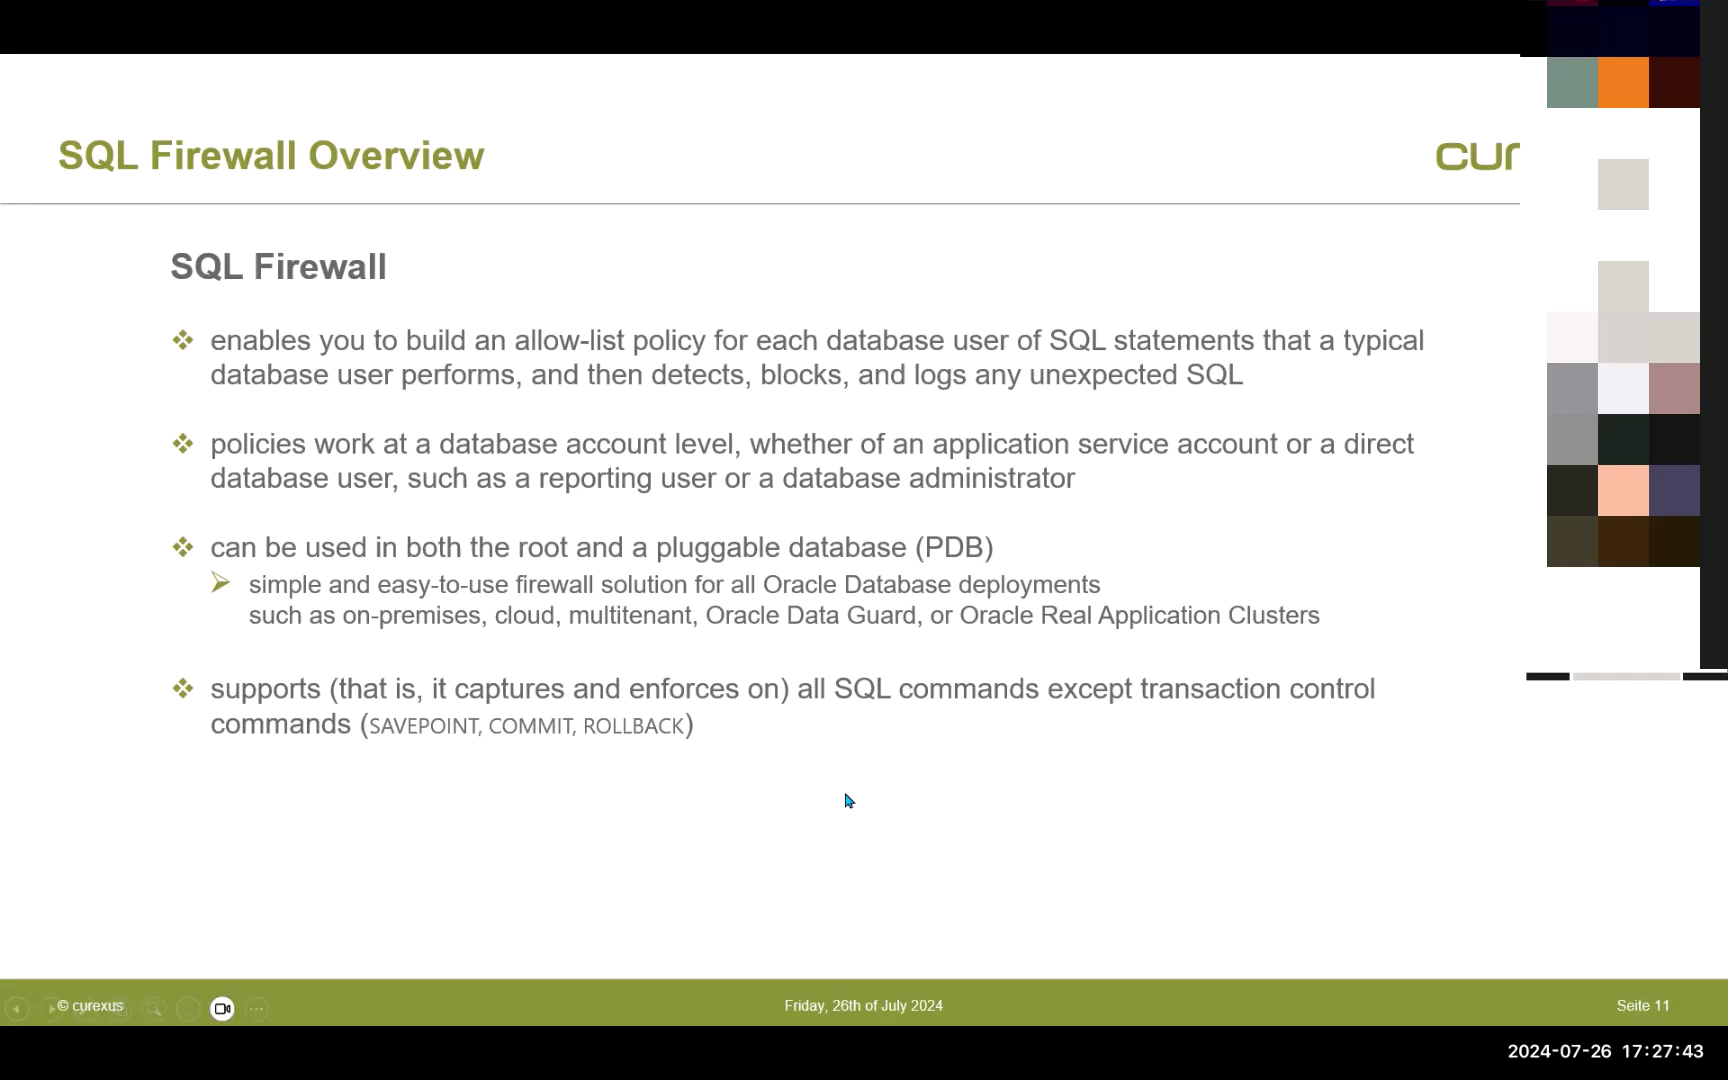 SQL Firewall Overview
cur
SQL Firewall
enables you to build an allow-list policy for each database user of SQL statements that a typical
database user performs, and then detects, blocks, and logs any unexpected SQL
policies work at a database account level, whether of an application service account or a direct
database user, such as a reporting user or a database administrator
can be used in both the root and a pluggable database (PDB)
simple and easy-to-use firewall solution for all Oracle Database deployments
such as on-premises, cloud, multitenant, Oracle Data Guard, or Oracle Real Application Clusters
supports (that is, it captures and enforces on) all SQL commands except transaction control
commands (SAVEPOINT, COMMIT, ROLLBACK)
© curexus
Friday, 26th of July 2024
Seite 11
2024-07-26 17:27:43